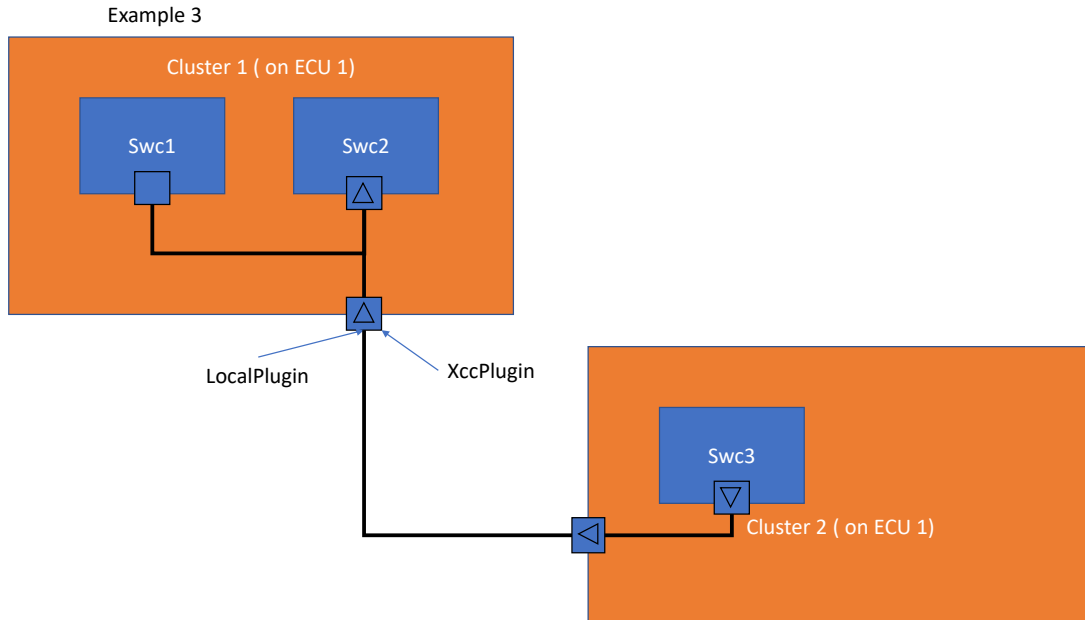 Example 3
Cluster 1 ( on ECU 1)
Swc1
Swc2
LocalPlugin
XccPlugin
Swc3
Cluster 2 ( on ECU 1)